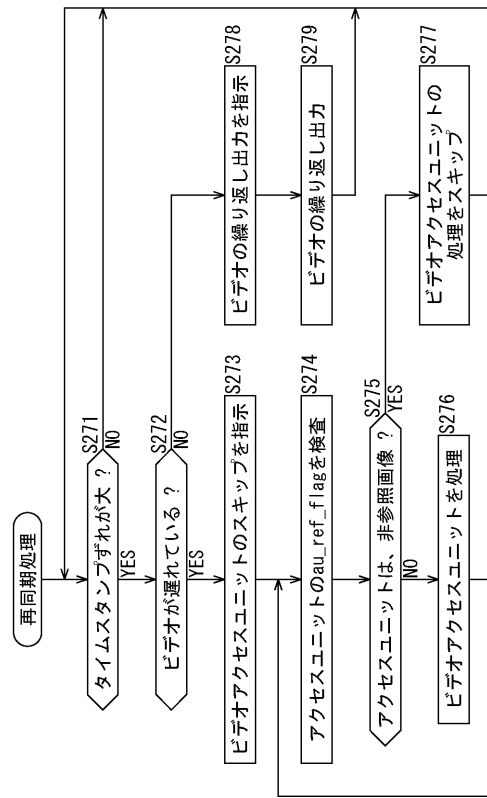 再同期処理
S271
タイムスタンプずれが大 ?
NO
YES
S272
ビデオが遅れている ?
NO
YES
S273
ビデオアクセスユニットのスキップを指示
S274
アクセスユニットのau_ref_flagを検査
S275
アクセスユニットは、非参照画像 ?
YES
NO
S276
ビデオアクセスユニットを処理
S278
ビデオの繰り返し出力を指示
S279
ビデオの繰り返し出力
S277
ビデオアクセスユニットの
処理をスキップ